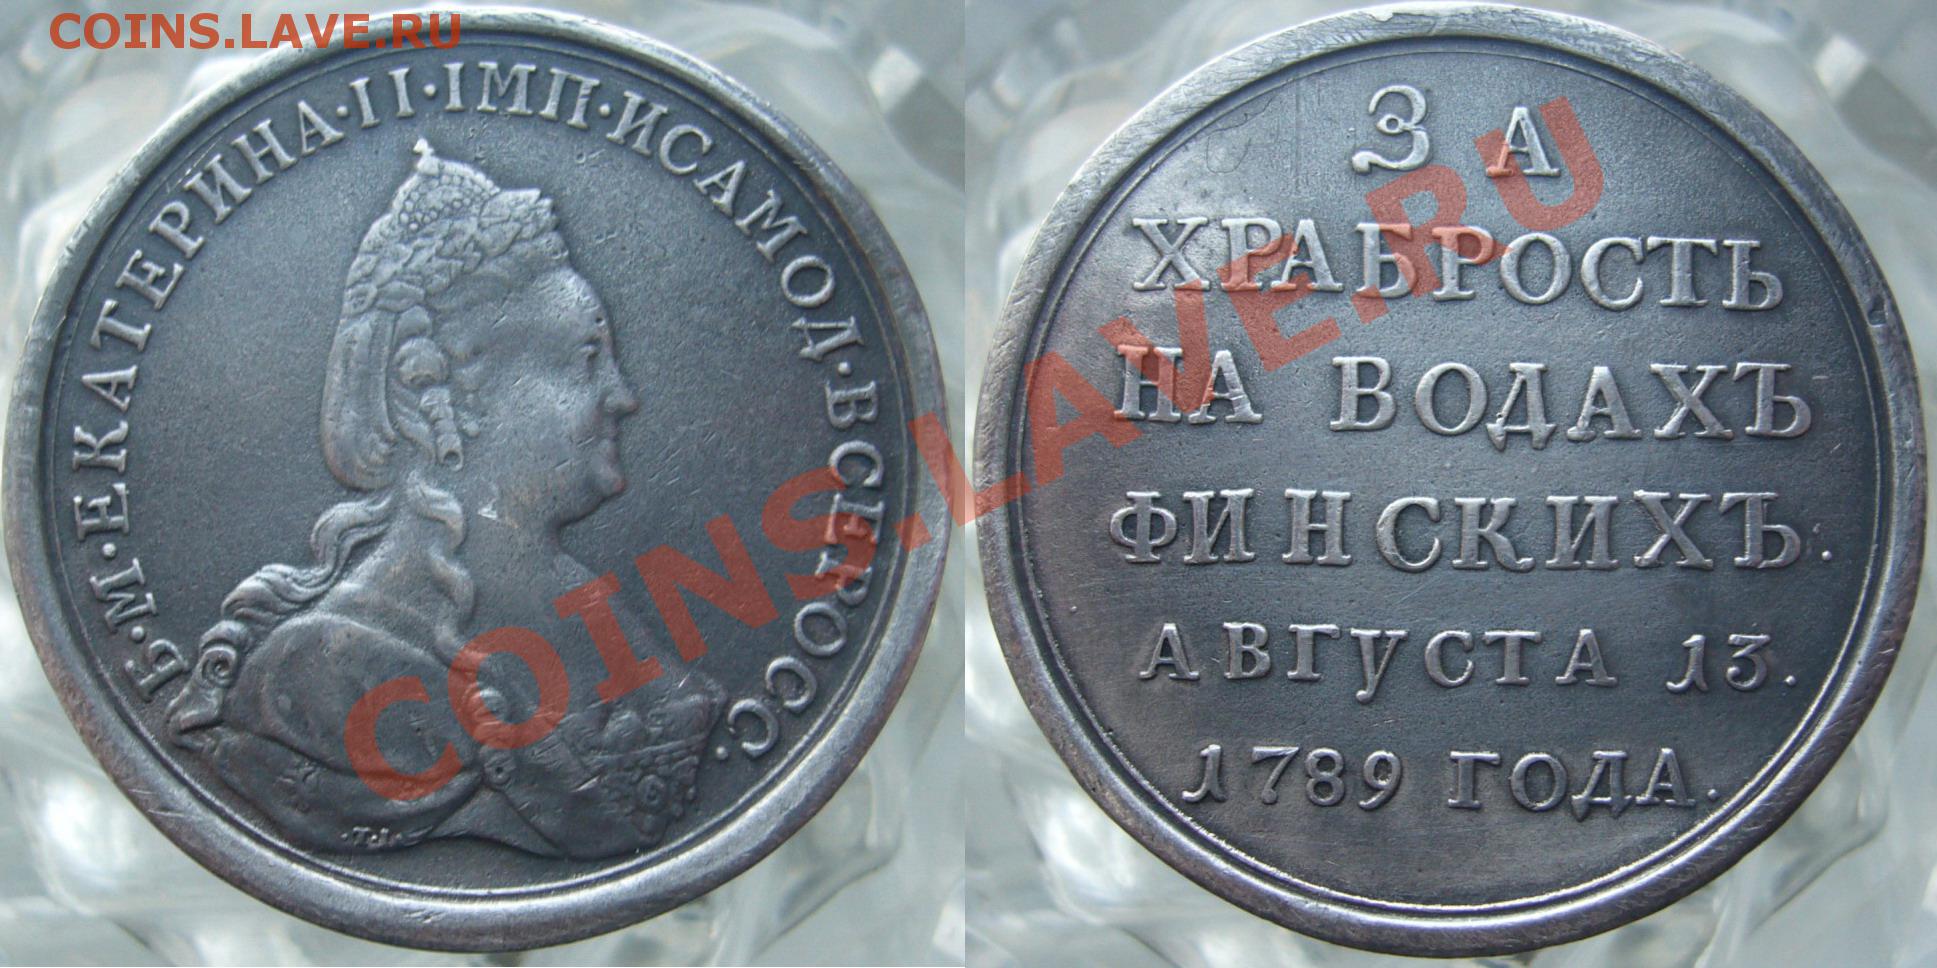 COINS.LAVE.RU
Б·М·ЕКАТЕРИНА·II·IМП·ИСАМОД·ВСЕРОСС·
·T·I·
ЗА
ХРАБРОСТЬ
НА ВОДАХЪ
ФИНСКИХЪ.
АВГУСТА 13.
1789 ГОДА.
COINS.LAVE.RU